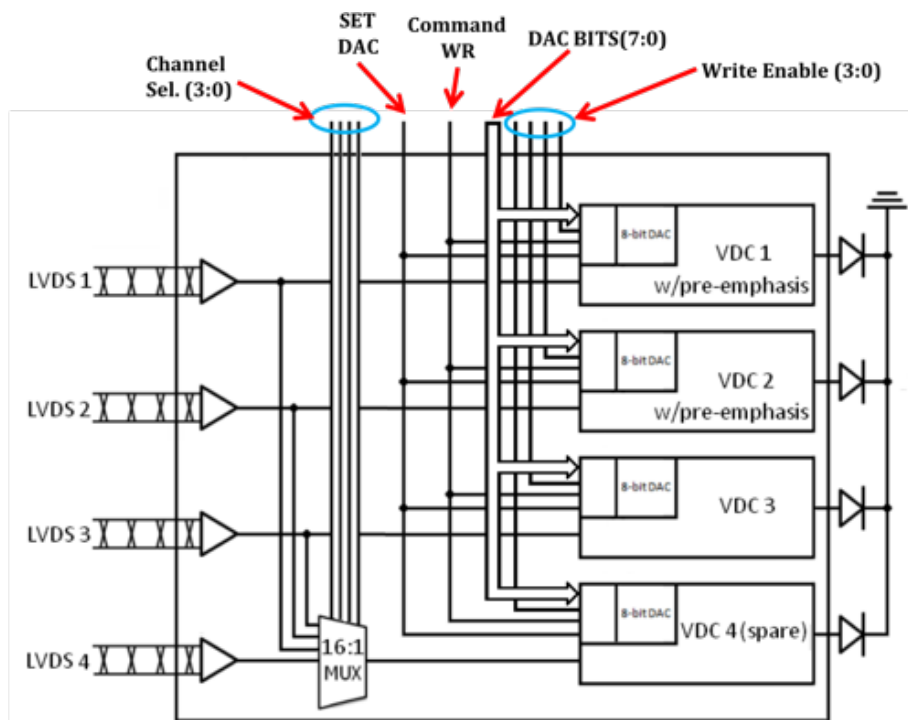 SET
DAC
Command
WR
DAC BITS(7:0)
Channel
Sel. (3:0)
Write Enable (3:0)
8-bit DAC
VDC 1
w/pre-emphasis
LVDS 1
8-bit DAC
VDC 2
w/pre-emphasis
LVDS 2
8-bit DAC
VDC 3
LVDS 3
8-bit DAC
VDC 4 (spare)
16:1
MUX
LVDS 4